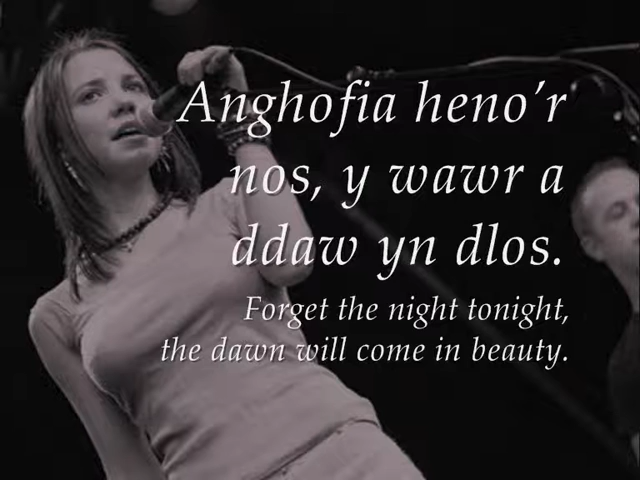 Anghofia heno’r
nos, y wawr a
ddaw yn dlos.
Forget the night tonight,
the dawn will come in beauty.